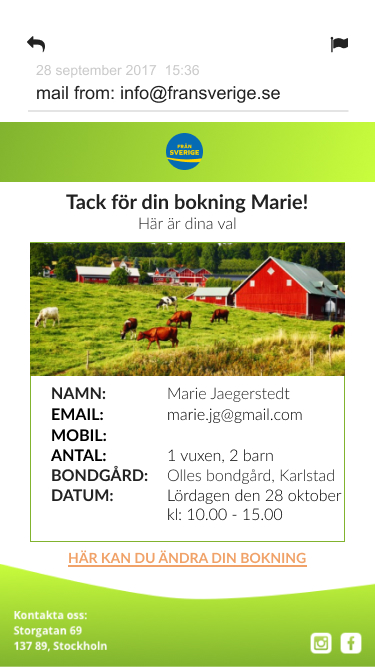 28 september 2017 15:36
mail from: info@fransverige.se
FRÅN
SVERIGE
Tack för din bokning Marie!
Här är dina val
NAMN: Marie Jaegerstedt
EMAIL: marie.jg@gmail.com
MOBIL:
ANTAL: 1 vuxen, 2 barn
BONDGÅRD: Olles bondgård, Karlstad
DATUM: Lördagen den 28 oktober
kl: 10.00 - 15.00
HÄR KAN DU ÄNDRA DIN BOKNING
Kontakta oss:
Storgatan 69
137 89, Stockholn